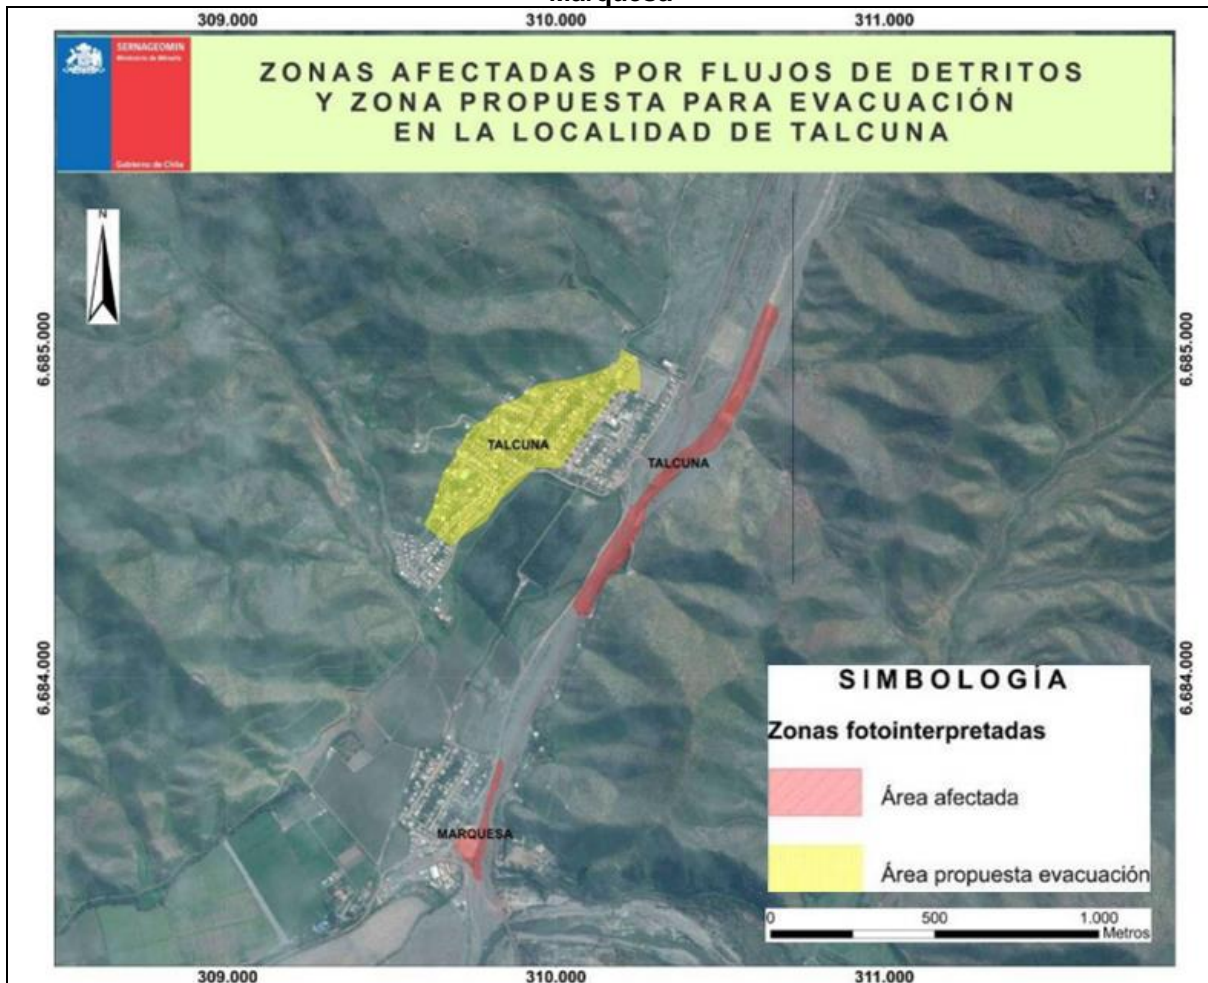 Marquesa
309.000 310.000 311.000
SERNAGEOMIN
Ministerio de Minería
Gobierno de Chile
ZONAS AFECTADAS POR FLUJOS DE DETRITOS
Y ZONA PROPUESTA PARA EVACUACIÓN
EN LA LOCALIDAD DE TALCUNA
N
6.685.000
6.685.000
TALCUNA
TALCUNA
6.684.000
6.684.000
MARQUESA
SIMBOLOGÍA
Zonas fotointerpretadas
Área afectada
Área propuesta evacuación
0 500 1.000
Metros
309.000 310.000 311.000